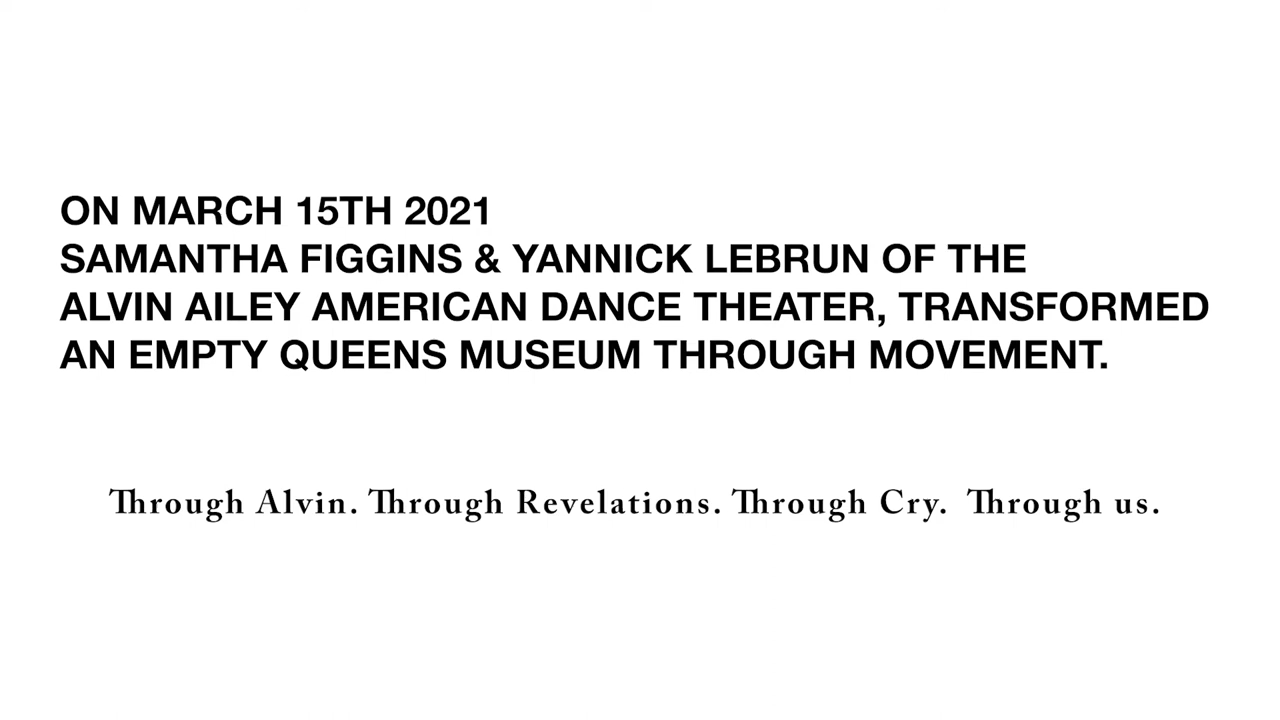 ON MARCH 15TH 2021
SAMANTHA FIGGINS & YANNICK LEBRUN OF THE
ALVIN AILEY AMERICAN DANCE THEATER, TRANSFORMED
AN EMPTY QUEENS MUSEUM THROUGH MOVEMENT.
Through Alvin. Through Revelations. Through Cry. Through us.